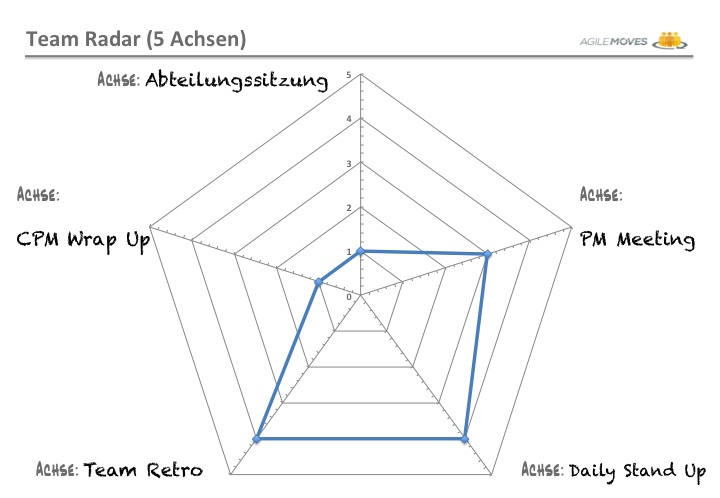 Team Radar (5 Achsen)
AGILEMOVES
ACHSE: Abteilungssitzung
5
4
3
2
1
0
ACHSE:
CPM Wrap Up
ACHSE:
PM Meeting
ACHSE: Team Retro
ACHSE: Daily Stand Up